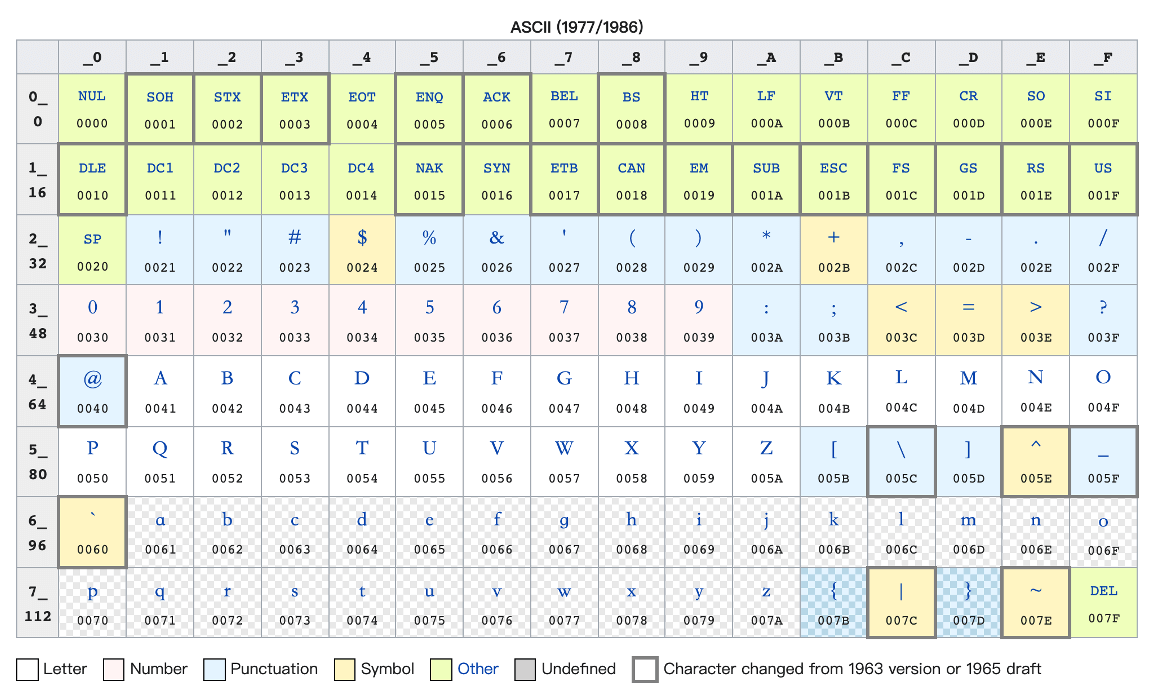 ASCII (1977/1986)
_0 _1 _2 _3 _4 _5 _6 _7 _8 _9 _A _B _C _D _E _F
0_ NUL SOH STX ETX EOT ENQ ACK BEL BS HT LF VT FF CR SO SI
0 0000 0001 0002 0003 0004 0005 0006 0007 0008 0009 000A 000B 000C 000D 000E 000F
1_ DLE DC1 DC2 DC3 DC4 NAK SYN ETB CAN EM SUB ESC FS GS RS US
16 0010 0011 0012 0013 0014 0015 0016 0017 0018 0019 001A 001B 001C 001D 001E 001F
2_ SP ! " # $ % & ' ( ) * + , - . /
32 0020 0021 0022 0023 0024 0025 0026 0027 0028 0029 002A 002B 002C 002D 002E 002F
3_ 0 1 2 3 4 5 6 7 8 9 : ; < = > ?
48 0030 0031 0032 0033 0034 0035 0036 0037 0038 0039 003A 003B 003C 003D 003E 003F
4_ @ A B C D E F G H I J K L M N O
64 0040 0041 0042 0043 0044 0045 0046 0047 0048 0049 004A 004B 004C 004D 004E 004F
5_ P Q R S T U V W X Y Z [ \ ] ^ _
80 0050 0051 0052 0053 0054 0055 0056 0057 0058 0059 005A 005B 005C 005D 005E 005F
6_ ` a b c d e f g h i j k l m n o
96 0060 0061 0062 0063 0064 0065 0066 0067 0068 0069 006A 006B 006C 006D 006E 006F
7_ p q r s t u v w x y z { | } ~ DEL
112 0070 0071 0072 0073 0074 0075 0076 0077 0078 0079 007A 007B 007C 007D 007E 007F
Letter Number Punctuation Symbol Other Undefined Character changed from 1963 version or 1965 draft